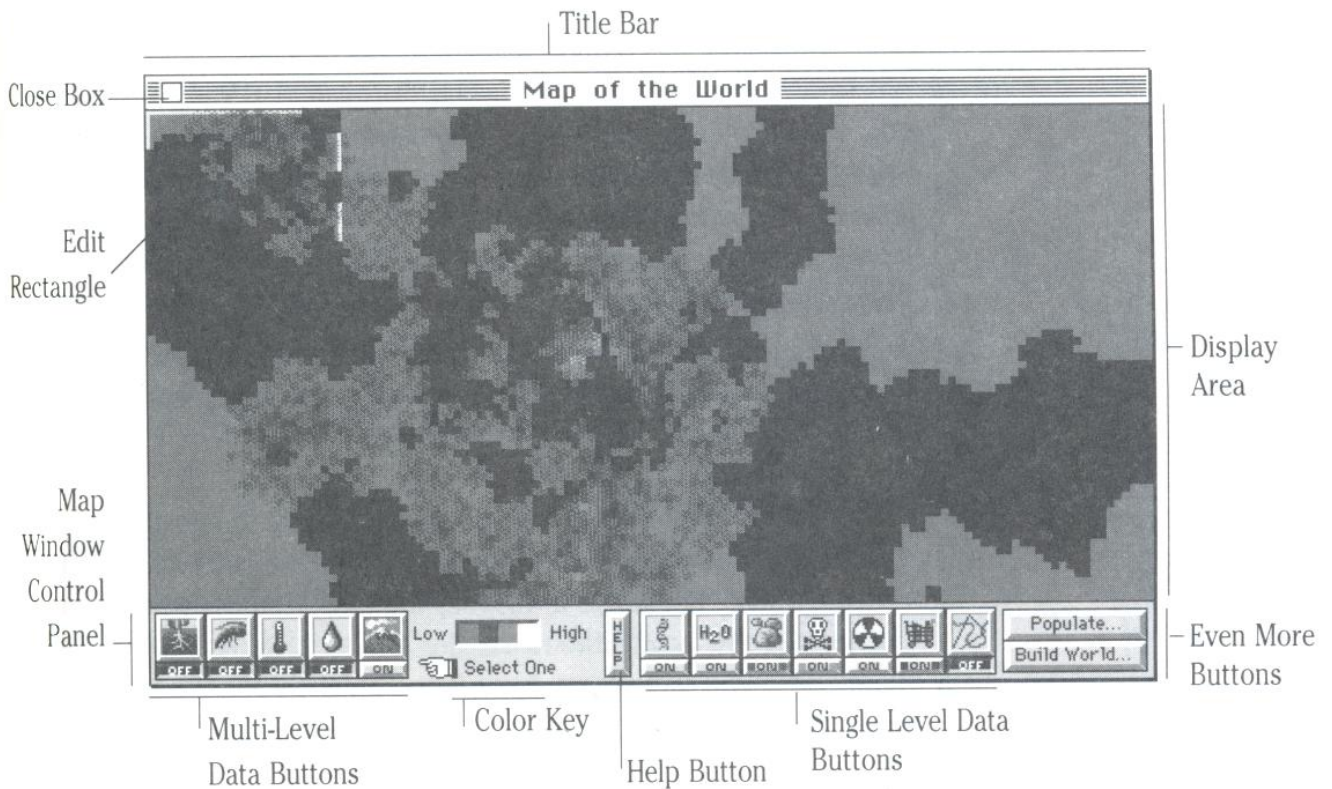 Title Bar
Close Box
Map of the World
Edit
Rectangle
Display
Area
Map
Window
Control
Panel
Low High
HELP
H₂O
Populate...
Select One
Build World...
OFF OFF OFF OFF ON
ON ON ON ON ON ON OFF
Even More
Buttons
Multi-Level
Data Buttons
Color Key
Help Button
Single Level Data
Buttons